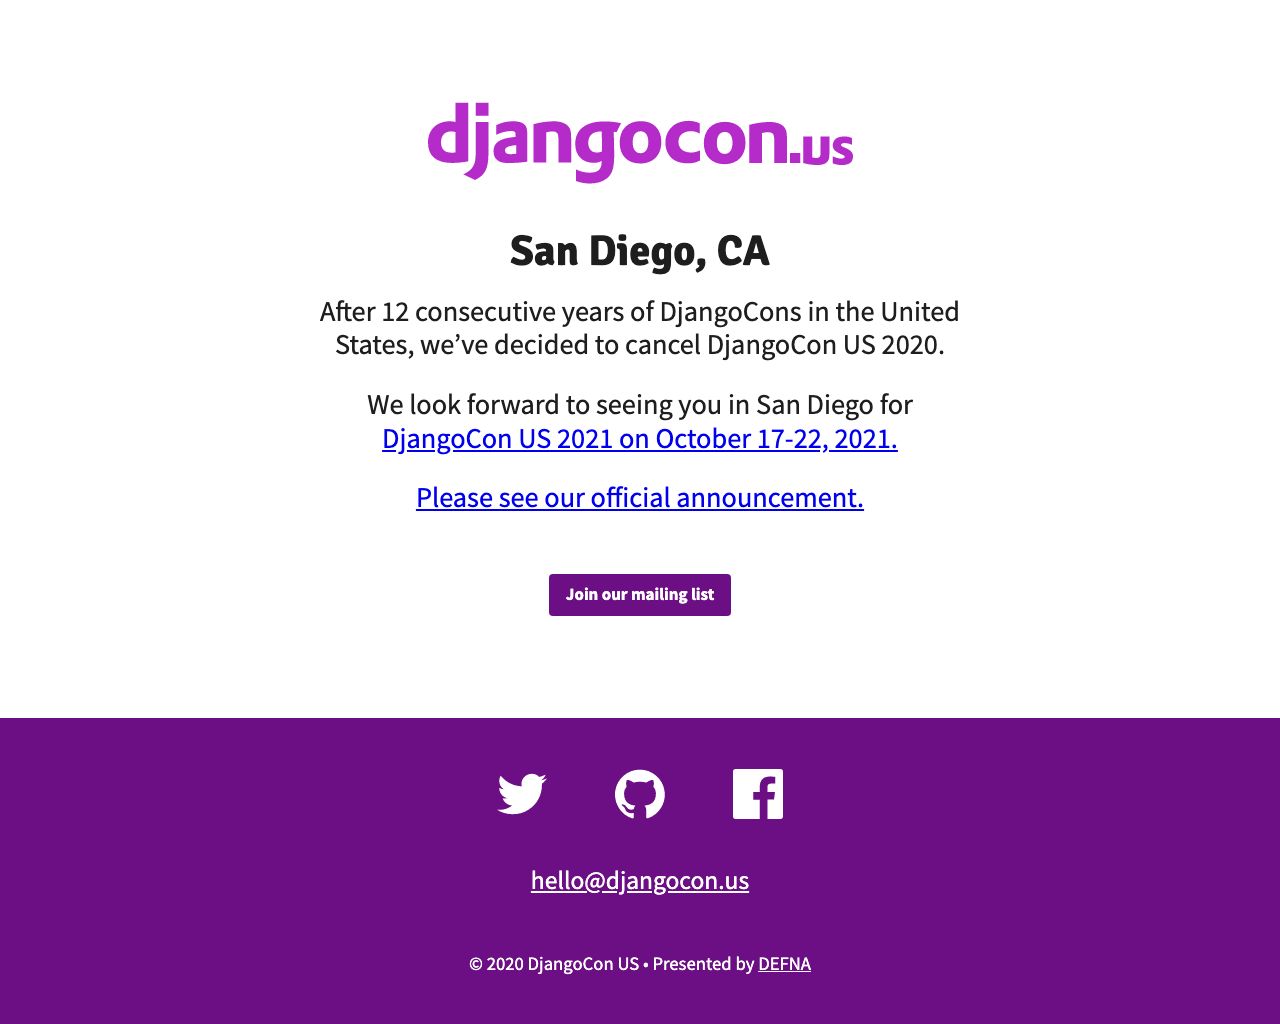 djangocon.us
San Diego, CA
After 12 consecutive years of DjangoCons in the United
States, we’ve decided to cancel DjangoCon US 2020.
We look forward to seeing you in San Diego for
DjangoCon US 2021 on October 17-22, 2021.
Please see our official announcement.
Join our mailing list
hello@djangocon.us
© 2020 DjangoCon US • Presented by DEFNA